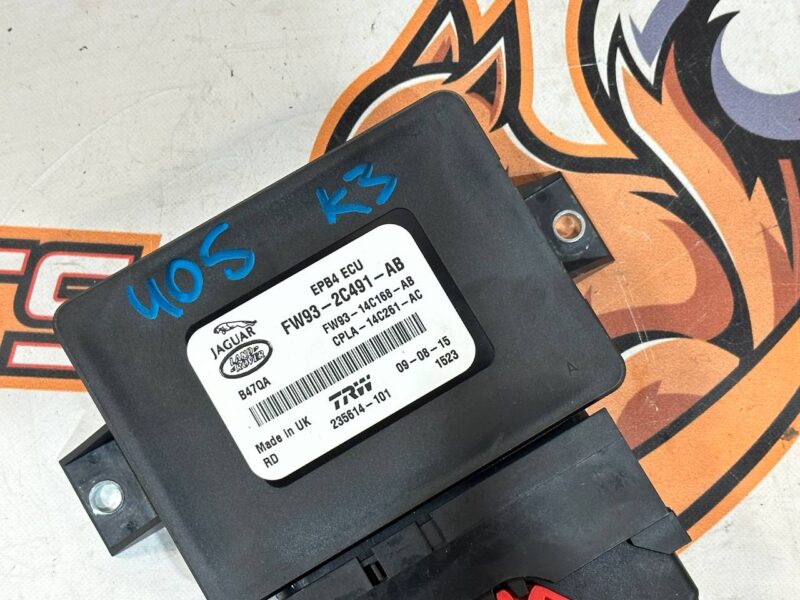 405 K3
EPB4 ECU
FW93-2C491-AB
FW93-14C168-AB
CPLA-14C261-AC
JAGUAR
LAND-
ROVER
B47QA
09-08-15
1523
TRW
235614-101
Made in UK
RD
A